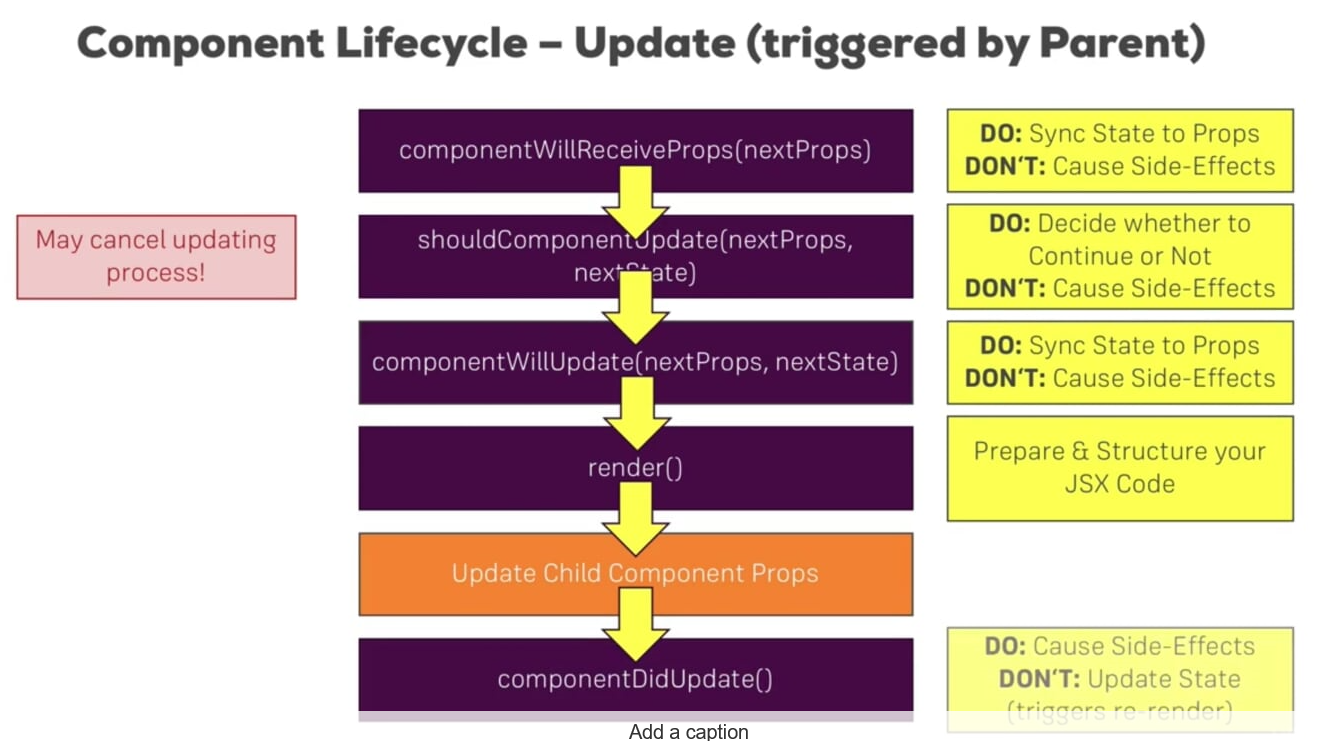 Component Lifecycle – Update (triggered by Parent)
componentWillReceiveProps(nextProps)
DO: Sync State to Props
DON'T: Cause Side-Effects
May cancel updating
process!
shouldComponentUpdate(nextProps,
nextState)
DO: Decide whether to
Continue or Not
DON'T: Cause Side-Effects
componentWillUpdate(nextProps, nextState)
DO: Sync State to Props
DON'T: Cause Side-Effects
render()
Prepare & Structure your
JSX Code
Update Child Component Props
componentDidUpdate()
DO: Cause Side-Effects
DON'T: Update State
(triggers re-render)
Add a caption